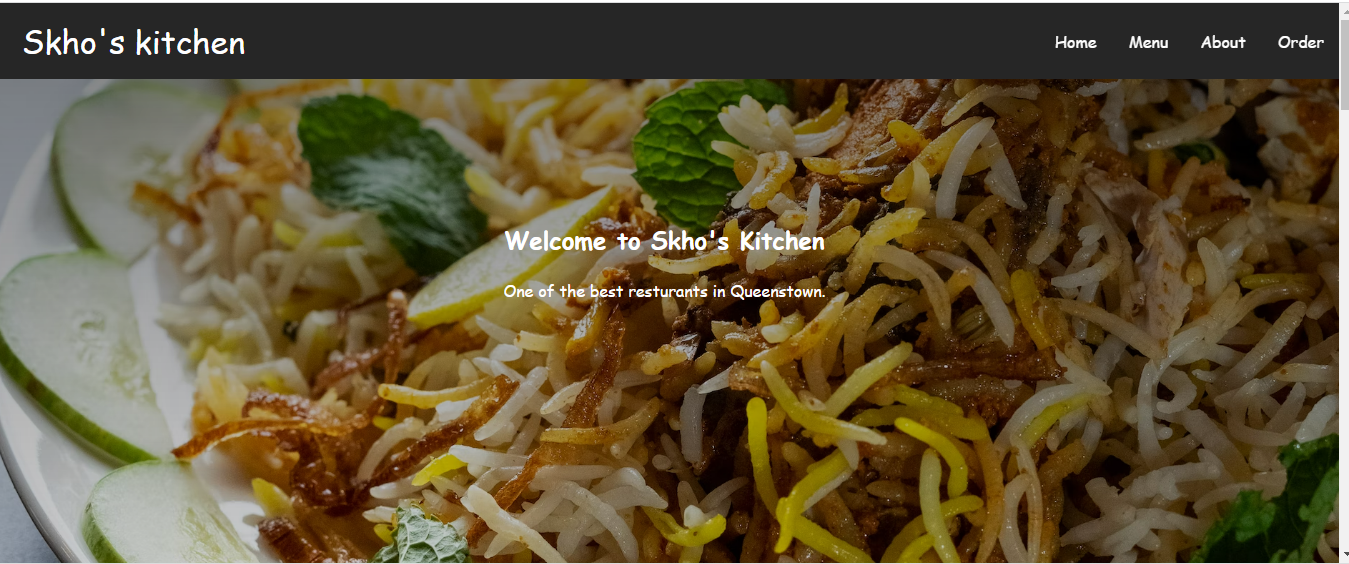 Skho's kitchen
Home Menu About Order
Welcome to Skho's Kitchen
One of the best resturants in Queenstown.